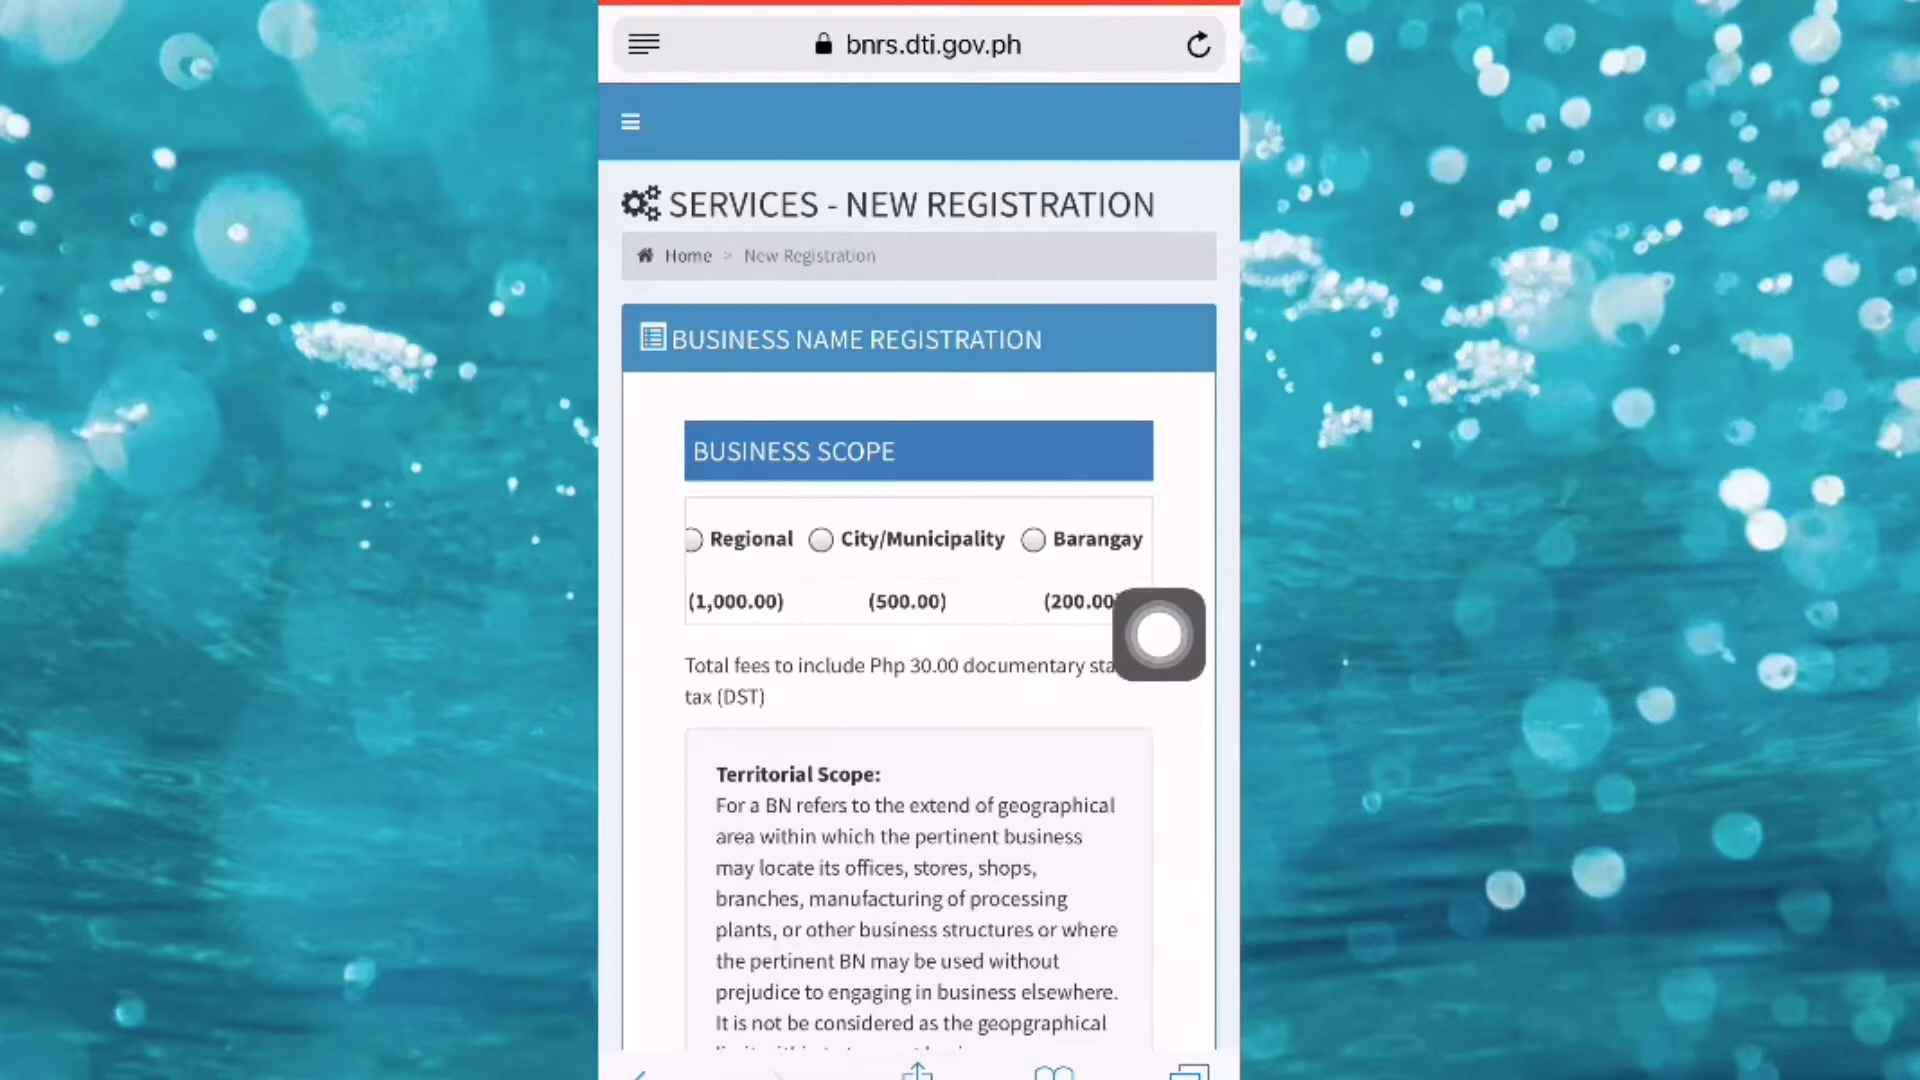 bnrs.dti.gov.ph
SERVICES - NEW REGISTRATION
Home > New Registration
BUSINESS NAME REGISTRATION
BUSINESS SCOPE
Regional City/Municipality Barangay
(1,000.00) (500.00) (200.00
Total fees to include Php 30.00 documentary
tax (DST)
Territorial Scope:
For a BN refers to the extend of geographical
area within which the pertinent business
may locate its offices, stores, shops,
branches, manufacturing of processing
plants, or other business structures or where
the pertinent BN may be used without
prejudice to engaging in business elsewhere.
It is not be considered as the geopgraphical